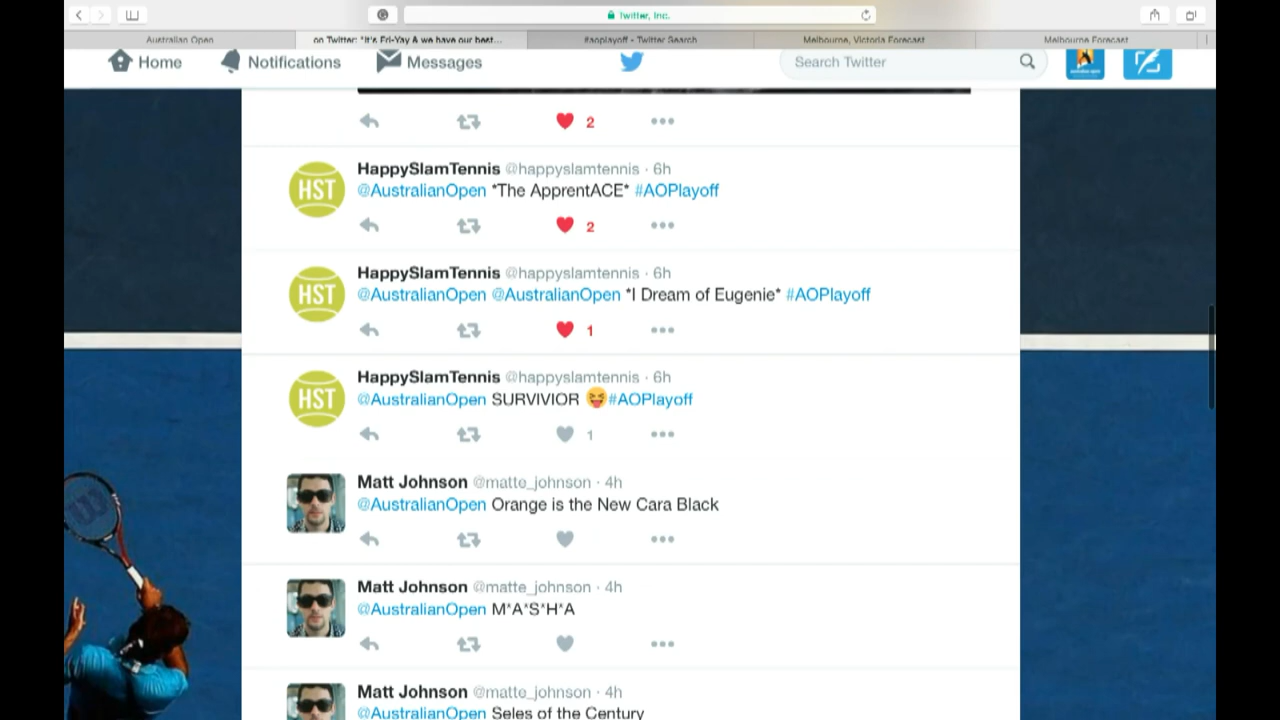 Twitter, Inc.
Australian Open
on Twitter: "It's Fri-Yay & we have our best...
#aoplayoff - Twitter Search
Melbourne, Victoria Forecast
Melbourne Forecast
Home
Notifications
Messages
Search Twitter
2
HST
HappySlamTennis @happyslamtennis · 6h
@AustralianOpen *The ApprentACE* #AOPlayoff
2
HST
HappySlamTennis @happyslamtennis · 6h
@AustralianOpen @AustralianOpen *I Dream of Eugenie* #AOPlayoff
1
HST
HappySlamTennis @happyslamtennis · 6h
@AustralianOpen SURVIVIOR 😝#AOPlayoff
1
Matt Johnson @matte_johnson · 4h
@AustralianOpen Orange is the New Cara Black
Matt Johnson @matte_johnson · 4h
@AustralianOpen M*A*S*H*A
Matt Johnson @matte_johnson · 4h
@AustralianOpen Seles of the Century